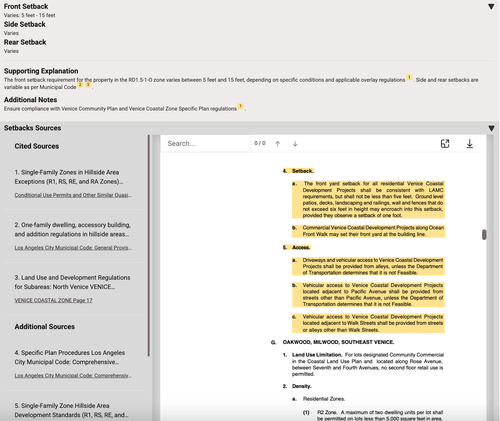 Front Setback
Varies: 5 feet - 15 feet
Side Setback
Varies
Rear Setback
Varies
Supporting Explanation
The front setback requirement for the property in the RD1.5-1-O zone varies between 5 feet and 15 feet, depending on specific conditions and applicable overlay regulations 1 . Side and rear setbacks are
variable as per Municipal Code 2 3 .
Additional Notes
Ensure compliance with Venice Community Plan and Venice Coastal Zone Specific Plan regulations 1 .
Setbacks Sources
Cited Sources
1. Single-Family Zones in Hillside Area
Exceptions (R1, RS, RE, and RA Zones)...
Conditional Use Permits and Other Similar Quasi...
2. One-family dwelling, accessory building,
and addition regulations in hillside areas...
Los Angeles City Municipal Code: General Provis...
3. Land Use and Development Regulations
for Subareas: North Venice VENICE...
VENICE COASTAL ZONE Page 17
Additional Sources
4. Specific Plan Procedures Los Angeles
City Municipal Code: Comprehensive...
Los Angeles City Municipal Code: Comprehensiv...
5. Single-Family Zone Hillside Area
Development Standards (R1, RS, RE, and...
Search...
0 / 0
4. Setback.
a. The front yard setback for all residential Venice Coastal
Development Projects shall be consistent with LAMC
requirements, but shall not be less than five feet. Ground level
patios, decks, landscaping and railings, wall and fences that do
not exceed six feet in height may encroach into this setback,
provided they observe a setback of one foot.
b. Commercial Venice Coastal Development Projects along Ocean
Front Walk may set their front yard at the building line.
5. Access.
a. Driveways and vehicular access to Venice Coastal Development
Projects shall be provided from alleys, unless the Department
of Transportation determines that it is not Feasible.
b. Vehicular access to Venice Coastal Development Projects
located adjacent to Pacific Avenue shall be provided from
streets other than Pacific Avenue, unless the Department of
Transportation determines that it is not Feasible.
c. Vehicular access to Venice Coastal Development Projects
located adjacent to Walk Streets shall be provided from streets
or alleys other than Walk Streets.
G. OAKWOOD, MILWOOD, SOUTHEAST VENICE.
1. Land Use Limitation. For lots designated Community Commercial
in the Coastal Land Use Plan and located along Rose Avenue,
between Seventh and Fourth Avenues, no second floor retail use is
permitted.
2. Density.
a. Residential Zones.
(1) R2 Zone. A maximum of two dwelling units per lot shall
be permitted on lots less than 5,000 square feet in area.